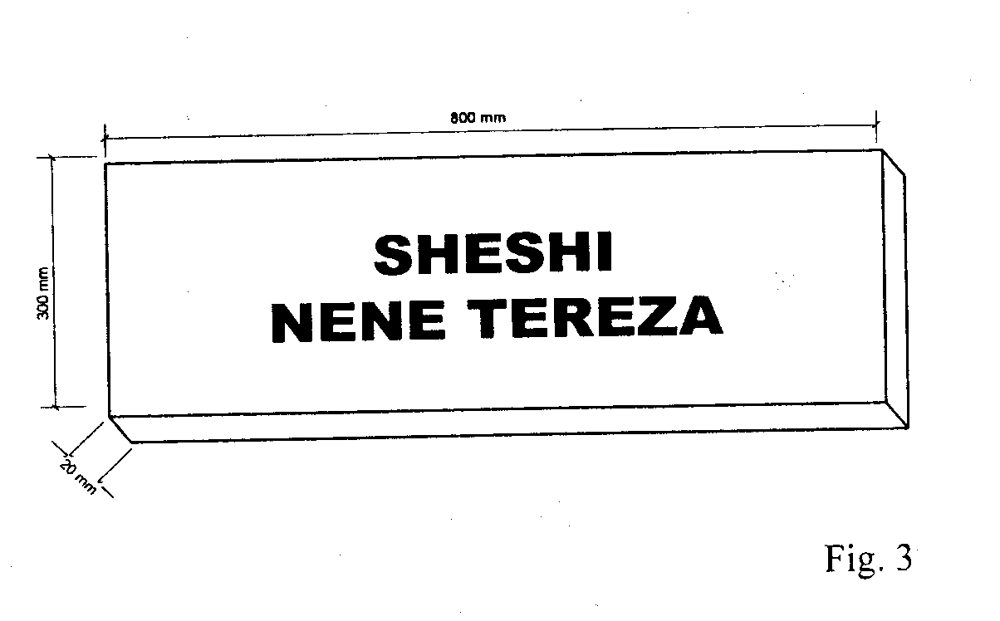 800 mm
300 mm
SHESHI
NENE TEREZA
20 mm
Fig. 3